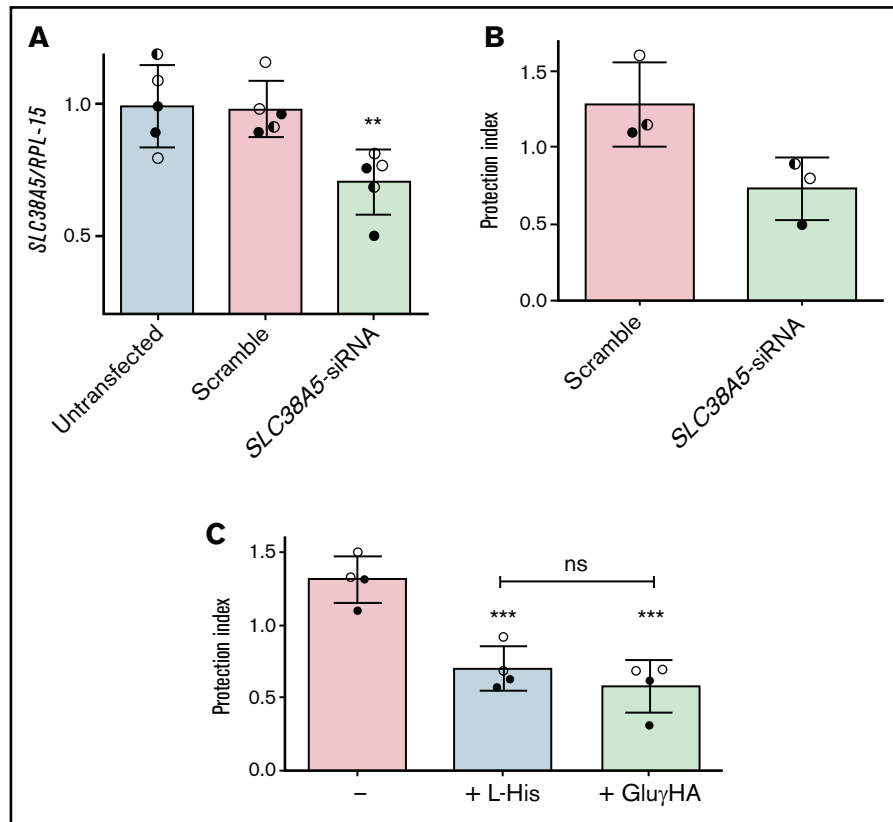 A
SLC38A5/RPL-15
1.0
0.5
**
Untransfected
Scramble
SLC38A5-siRNA
B
Protection index
1.5
1.0
0.5
0.0
Scramble
SLC38A5-siRNA
C
Protection index
1.5
1.0
0.5
0.0
ns
*** ***
– + L-His + GluγHA